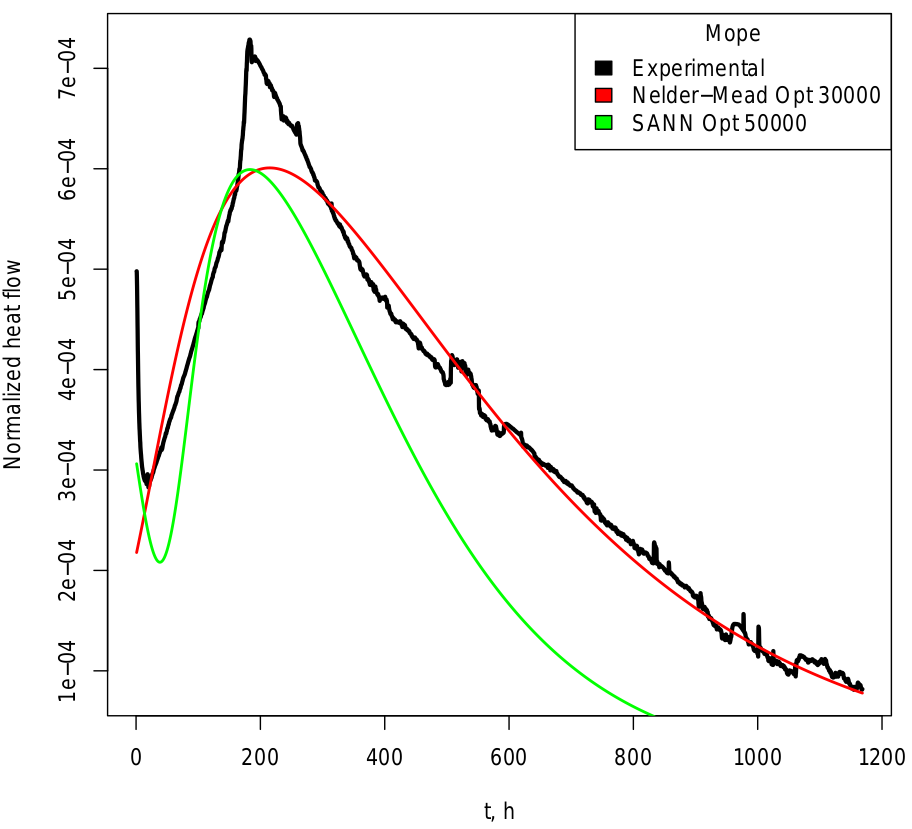 Mope
Experimental
Nelder−Mead Opt 30000
SANN Opt 50000
Normalized heat flow
7e−04
6e−04
5e−04
4e−04
3e−04
2e−04
1e−04
0 200 400 600 800 1000 1200
t, h